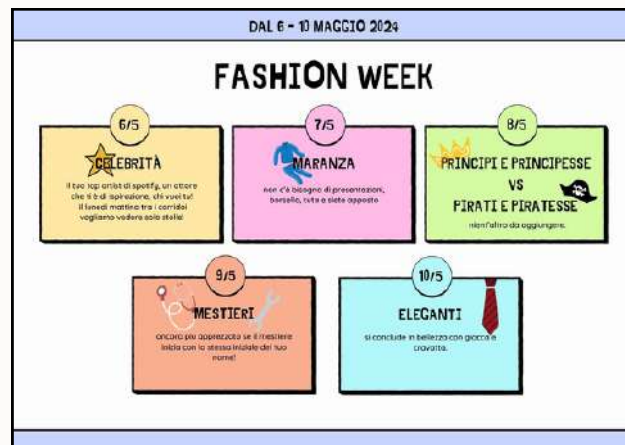 DAL 6 - 10 MAGGIO 2024
FASHION WEEK
6/5
CELEBRITÀ
il tuo top artist di spotify, un attore
che ti è di ispirazione, chi vuoi tu!
il lunedì mattina tra i corridoi
vogliamo vedere solo stelle!
7/5
MARANZA
non c'è bisogno di presentazioni,
borsello, tuta e siete apposto
8/5
PRINCIPI E PRINCIPESSE
VS
PIRATI E PIRATESSE
nient'altro da aggiungere.
9/5
MESTIERI
ancora più apprezzato se il mestiere
inizia con la stessa iniziale del tuo
nome!
10/5
ELEGANTI
si conclude in bellezza con giacca e
cravatta.